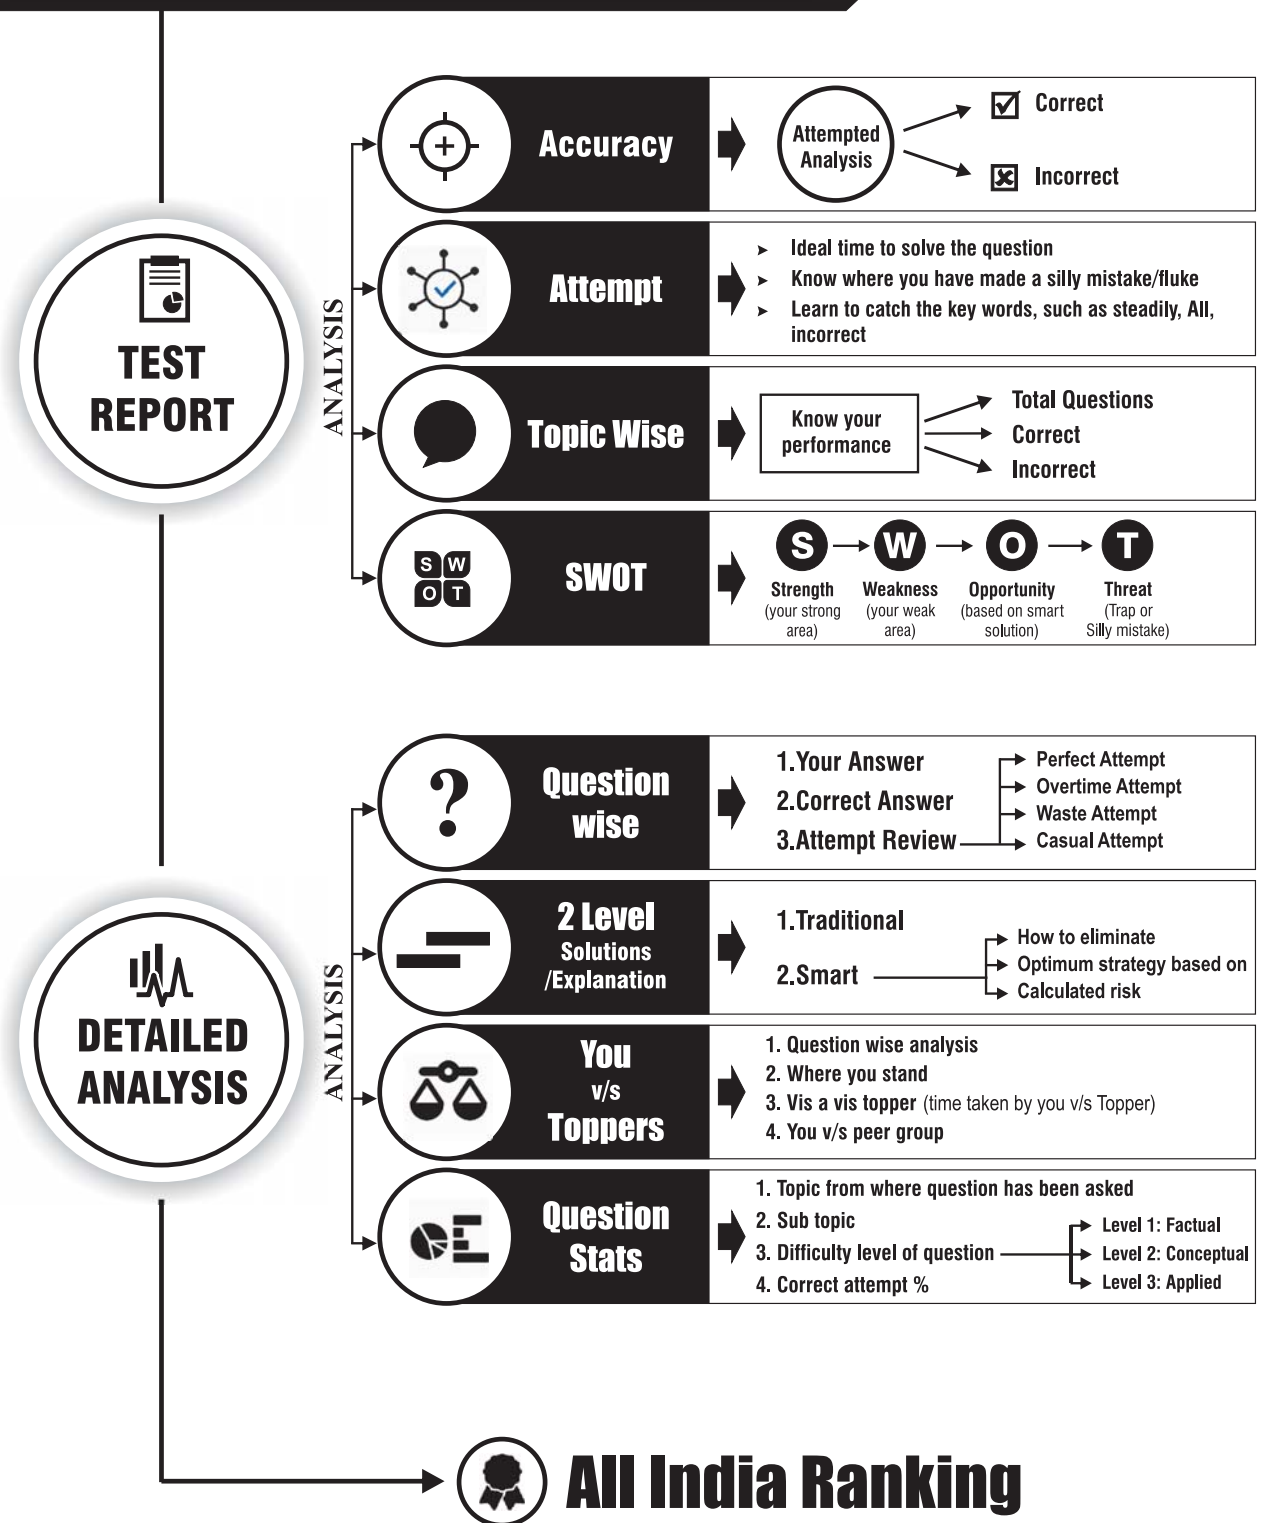 TEST
REPORT
ANALYSIS
Accuracy
Attempted
Analysis
Correct
Incorrect
Attempt
➤ Ideal time to solve the question
➤ Know where you have made a silly mistake/fluke
➤ Learn to catch the key words, such as steadily, All,
incorrect
Topic Wise
Know your
performance
Total Questions
Correct
Incorrect
S W
O T
SWOT
S W O T
Strength Weakness Opportunity Threat
(your strong (your weak (based on smart (Trap or
area) area) solution) Silly mistake)
DETAILED
ANALYSIS
ANALYSIS
?
Question
wise
1.Your Answer
2.Correct Answer
3.Attempt Review
Perfect Attempt
Overtime Attempt
Waste Attempt
Casual Attempt
2 Level
Solutions
/Explanation
1.Traditional
2.Smart
How to eliminate
Optimum strategy based on
Calculated risk
You
v/s
Toppers
1. Question wise analysis
2. Where you stand
3. Vis a vis topper (time taken by you v/s Topper)
4. You v/s peer group
Question
Stats
1. Topic from where question has been asked
2. Sub topic
3. Difficulty level of question
4. Correct attempt %
Level 1: Factual
Level 2: Conceptual
Level 3: Applied
All India Ranking